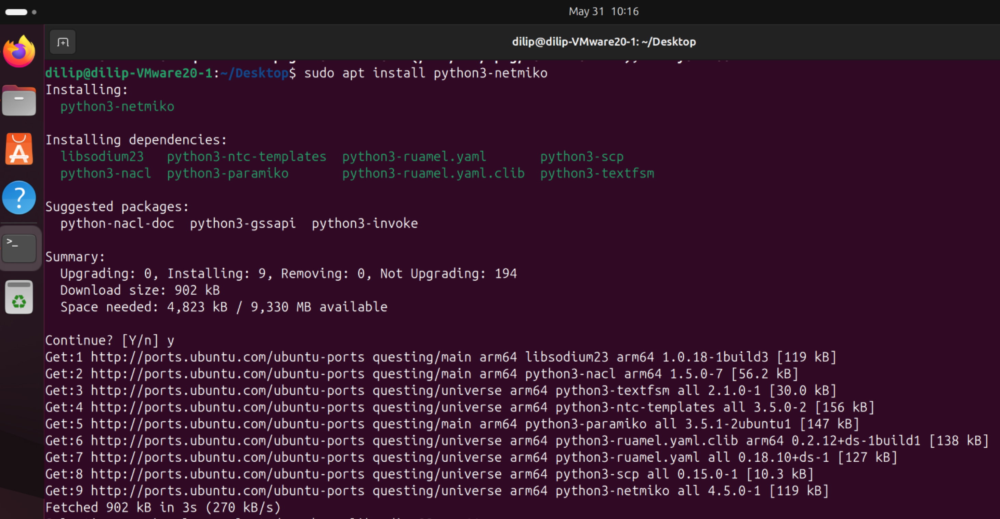 May 31 10:16
dilip@dilip-VMware20-1: ~/Desktop
dilip@dilip-VMware20-1:~/Desktop$ sudo apt install python3-netmiko
Installing:
python3-netmiko
Installing dependencies:
libsodium23 python3-ntc-templates python3-ruamel.yaml python3-scp
python3-nacl python3-paramiko python3-ruamel.yaml.clib python3-textfsm
Suggested packages:
python-nacl-doc python3-gssapi python3-invoke
Summary:
Upgrading: 0, Installing: 9, Removing: 0, Not Upgrading: 194
Download size: 902 kB
Space needed: 4,823 kB / 9,330 MB available
Continue? [Y/n] y
Get:1 http://ports.ubuntu.com/ubuntu-ports questing/main arm64 libsodium23 arm64 1.0.18-1build3 [119 kB]
Get:2 http://ports.ubuntu.com/ubuntu-ports questing/main arm64 python3-nacl arm64 1.5.0-7 [56.2 kB]
Get:3 http://ports.ubuntu.com/ubuntu-ports questing/universe arm64 python3-textfsm all 2.1.0-1 [30.0 kB]
Get:4 http://ports.ubuntu.com/ubuntu-ports questing/universe arm64 python3-ntc-templates all 3.5.0-2 [156 kB]
Get:5 http://ports.ubuntu.com/ubuntu-ports questing/main arm64 python3-paramiko all 3.5.1-2ubuntu1 [147 kB]
Get:6 http://ports.ubuntu.com/ubuntu-ports questing/universe arm64 python3-ruamel.yaml.clib arm64 0.2.12+ds-1build1 [138 kB]
Get:7 http://ports.ubuntu.com/ubuntu-ports questing/universe arm64 python3-ruamel.yaml all 0.18.10+ds-1 [127 kB]
Get:8 http://ports.ubuntu.com/ubuntu-ports questing/universe arm64 python3-scp all 0.15.0-1 [10.3 kB]
Get:9 http://ports.ubuntu.com/ubuntu-ports questing/universe arm64 python3-netmiko all 4.5.0-1 [119 kB]
Fetched 902 kB in 3s (270 kB/s)